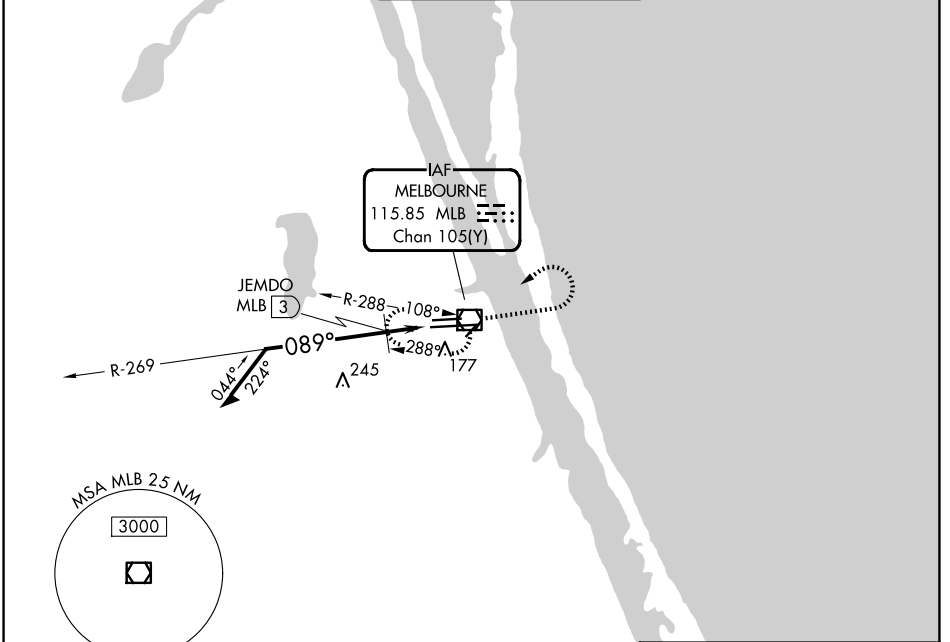 IAF
MELBOURNE
115.85 MLB
Chan 105(Y)
JEMDO
MLB 3
R-288
108°
089°
288°
R-269
044°
224°
245
177
MSA MLB 25 NM
3000